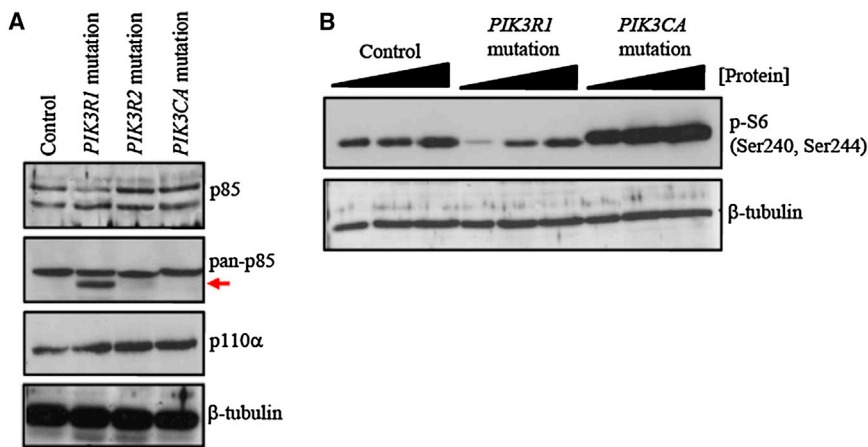 A
Control
PIK3R1 mutation
PIK3R2 mutation
PIK3CA mutation
p85
pan-p85
p110α
β-tubulin
B
Control
PIK3R1
mutation
PIK3CA
mutation
[Protein]
p-S6
(Ser240, Ser244)
β-tubulin